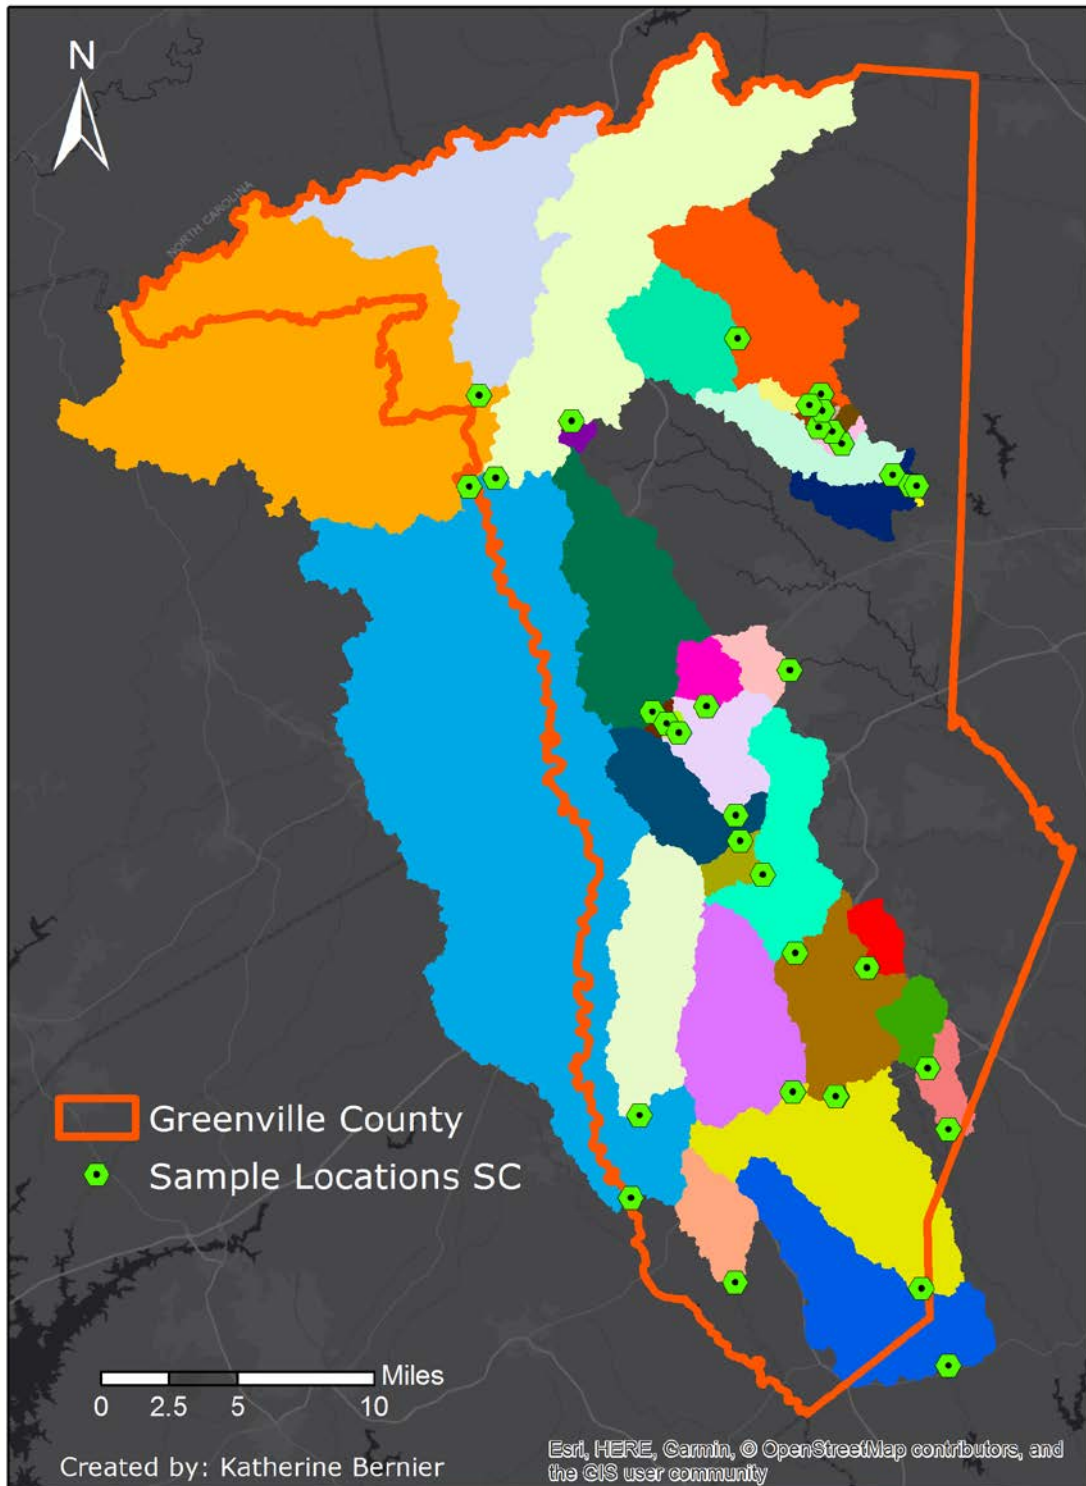 N
NORTH CAROLINA
Greenville County
Sample Locations SC
Miles
0 2.5 5 10
Created by: Katherine Bernier
Esri, HERE, Garmin, © OpenStreetMap contributors, and
the GIS user community